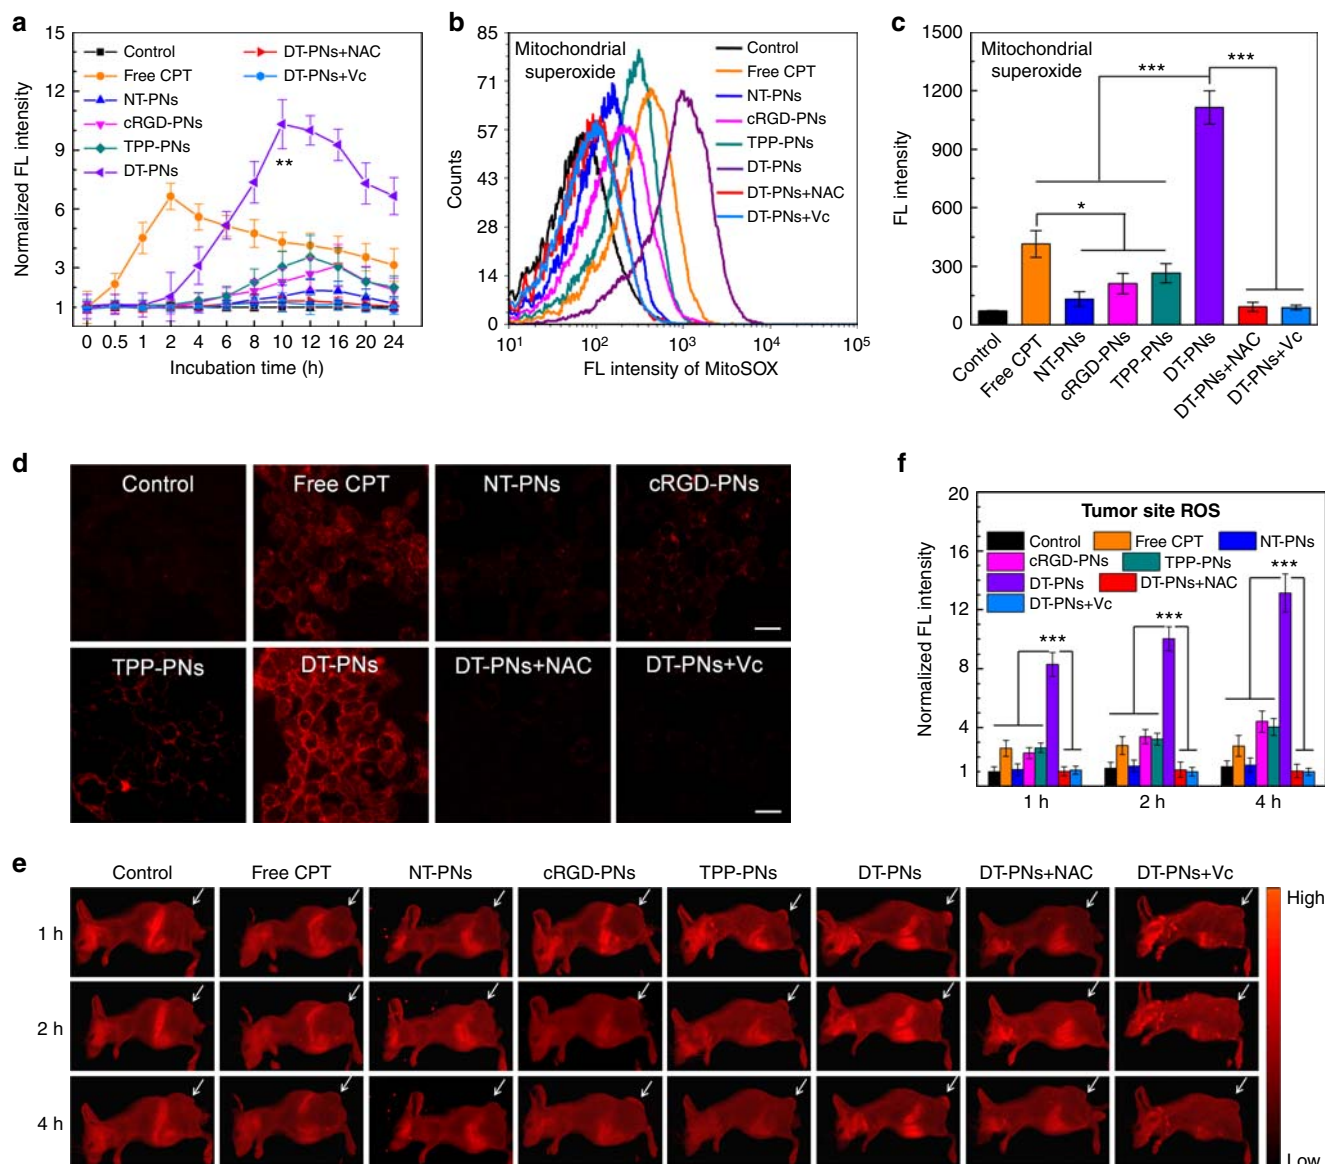 a
15
12
9
6
3
1
Normalized FL intensity
Control
Free CPT
NT-PNs
cRGD-PNs
TPP-PNs
DT-PNs
DT-PNs+NAC
DT-PNs+Vc
**
0 0.5 1 2 4 6 8 10 12 16 20 24
Incubation time (h)
b
85
71
57
43
28
14
0
Counts
Mitochondrial
superoxide
Control
Free CPT
NT-PNs
cRGD-PNs
TPP-PNs
DT-PNs
DT-PNs+NAC
DT-PNs+Vc
10¹ 10² 10³ 10⁴ 10⁵
FL intensity of MitoSOX
c
1500
1200
900
600
300
0
FL intensity
Mitochondrial
superoxide
*** ***
*
Control
Free CPT
NT-PNs
cRGD-PNs
TPP-PNs
DT-PNs
DT-PNs+NAC
DT-PNs+Vc
d
Control Free CPT NT-PNs cRGD-PNs
TPP-PNs DT-PNs DT-PNs+NAC DT-PNs+Vc
f
20
16
12
8
4
1
Normalized FL intensity
Tumor site ROS
Control Free CPT NT-PNs
cRGD-PNs TPP-PNs
DT-PNs DT-PNs+NAC
DT-PNs+Vc
***
***
***
1 h 2 h 4 h
e
Control Free CPT NT-PNs cRGD-PNs TPP-PNs DT-PNs DT-PNs+NAC DT-PNs+Vc
1 h
2 h
4 h
High
Low